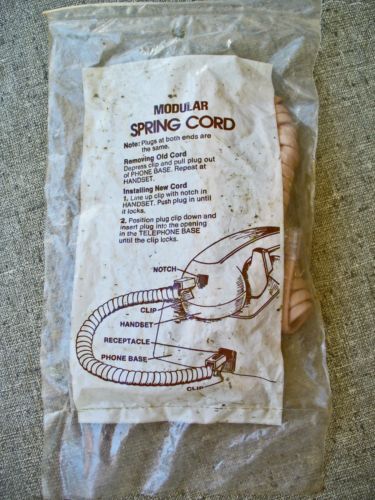 MODULAR
SPRING CORD
Note: Plugs at both ends are
the same.
Removing Old Cord
Depress clip and pull plug out
of PHONE BASE. Repeat at
HANDSET.
Installing New Cord
1. Line up clip with notch in
HANDSET. Push plug in until
it locks.
2. Position plug clip down and
insert plug into the opening
in the TELEPHONE BASE
until the clip locks.
NOTCH
CLIP
HANDSET
RECEPTACLE
PHONE BASE
CLIP